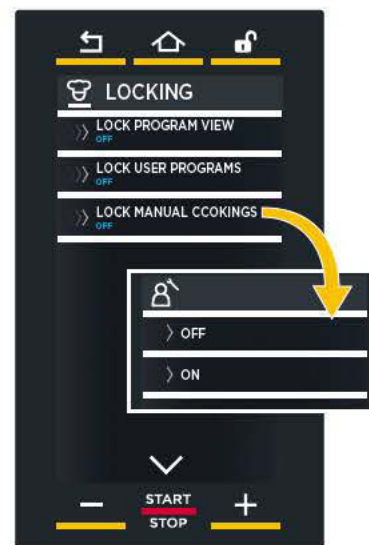 LOCKING
LOCK PROGRAM VIEW
OFF
LOCK USER PROGRAMS
OFF
LOCK MANUAL CCOKINGS
OFF
OFF
ON
START
STOP